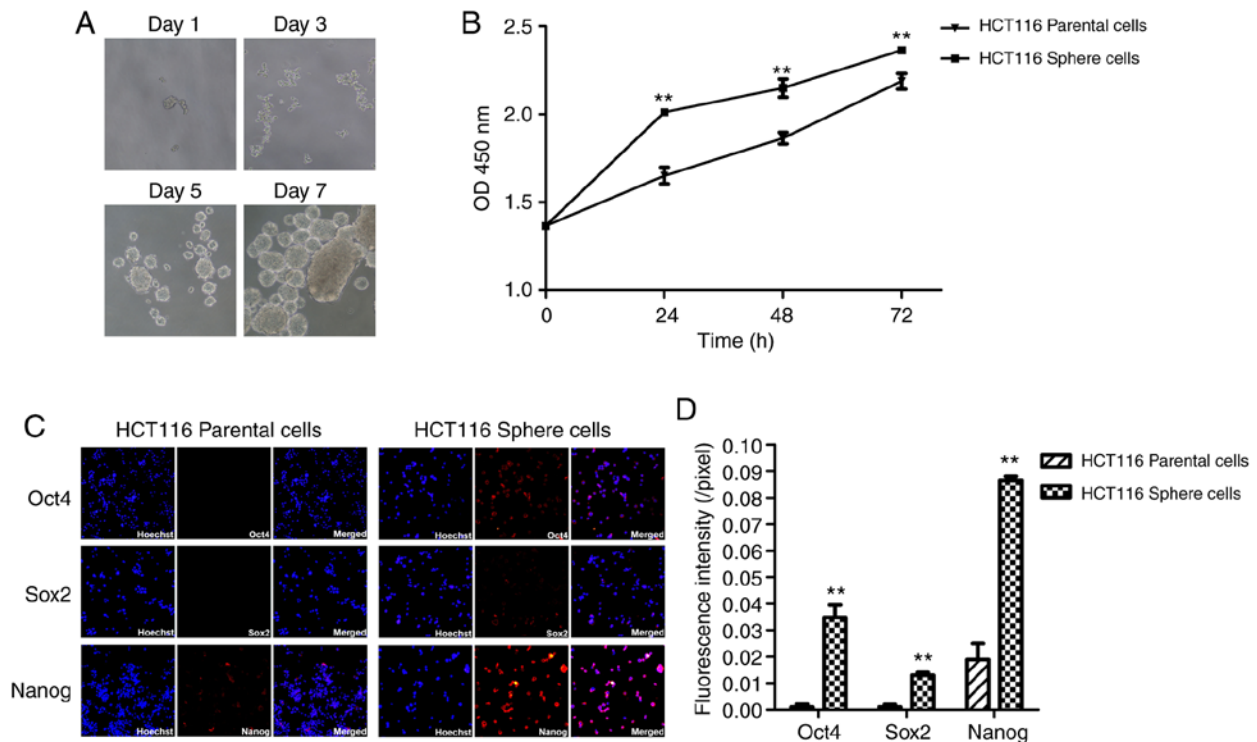 A
Day 1
Day 3
Day 5
Day 7
B
2.5
2.0
1.5
1.0
OD 450 nm
0
24
48
72
Time (h)
**
**
**
HCT116 Parental cells
HCT116 Sphere cells
C
HCT116 Parental cells
HCT116 Sphere cells
Oct4
Hoechst
Oct4
Merged
Hoechst
Oct4
Merged
Sox2
Hoechst
Sox2
Merged
Hoechst
Sox2
Merged
Nanog
Hoechst
Nanog
Merged
Hoechst
Nanog
Merged
D
0.10
0.09
0.08
0.07
0.06
0.05
0.04
0.03
0.02
0.01
0.00
Fluorescence intensity (/pixel)
**
**
**
Oct4
Sox2
Nanog
HCT116 Parental cells
HCT116 Sphere cells